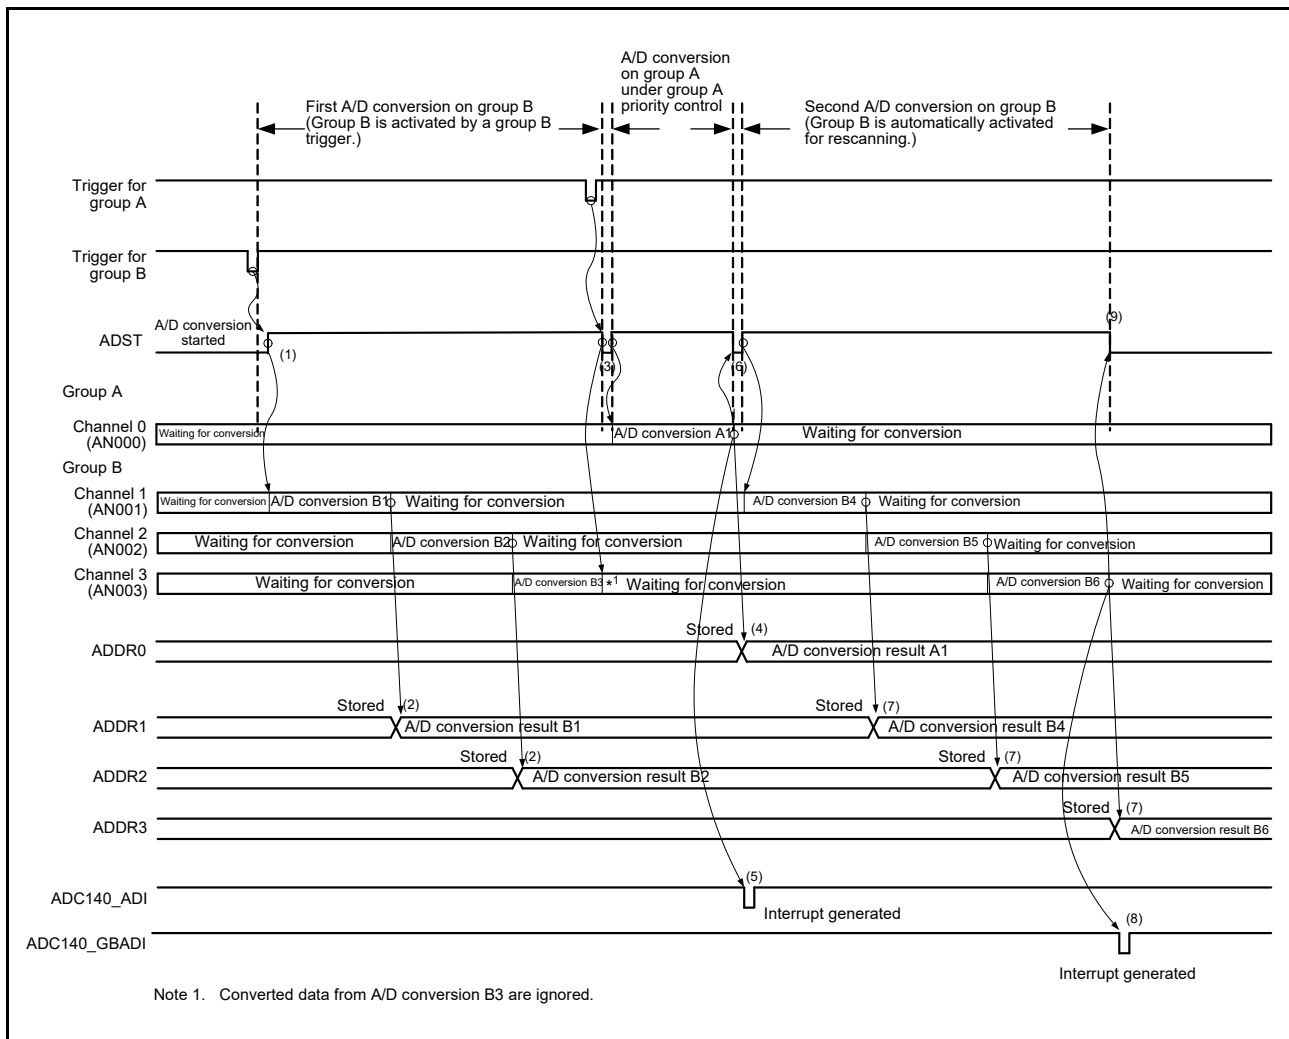 A/D conversion
on group A
under group A
priority control
First A/D conversion on group B
(Group B is activated by a group B
trigger.)
Second A/D conversion on group B
(Group B is automatically activated
for rescanning.)
Trigger for
group A
Trigger for
group B
ADST
A/D conversion
started
(1)
(3)
(6)
(9)
Group A
Channel 0
(AN000)
Waiting for conversion
A/D conversion A1
Waiting for conversion
Group B
Channel 1
(AN001)
Waiting for conversion
A/D conversion B1
Waiting for conversion
A/D conversion B4
Waiting for conversion
Channel 2
(AN002)
Waiting for conversion
A/D conversion B2
Waiting for conversion
A/D conversion B5
Waiting for conversion
Channel 3
(AN003)
Waiting for conversion
A/D conversion B3 *1
Waiting for conversion
A/D conversion B6
Waiting for conversion
Stored (4)
ADDR0
A/D conversion result A1
Stored (2)
Stored (7)
ADDR1
A/D conversion result B1
A/D conversion result B4
Stored (2)
Stored (7)
ADDR2
A/D conversion result B2
A/D conversion result B5
Stored (7)
ADDR3
A/D conversion result B6
(5)
ADC140_ADI
Interrupt generated
(8)
ADC140_GBADI
Interrupt generated
Note 1. Converted data from A/D conversion B3 are ignored.